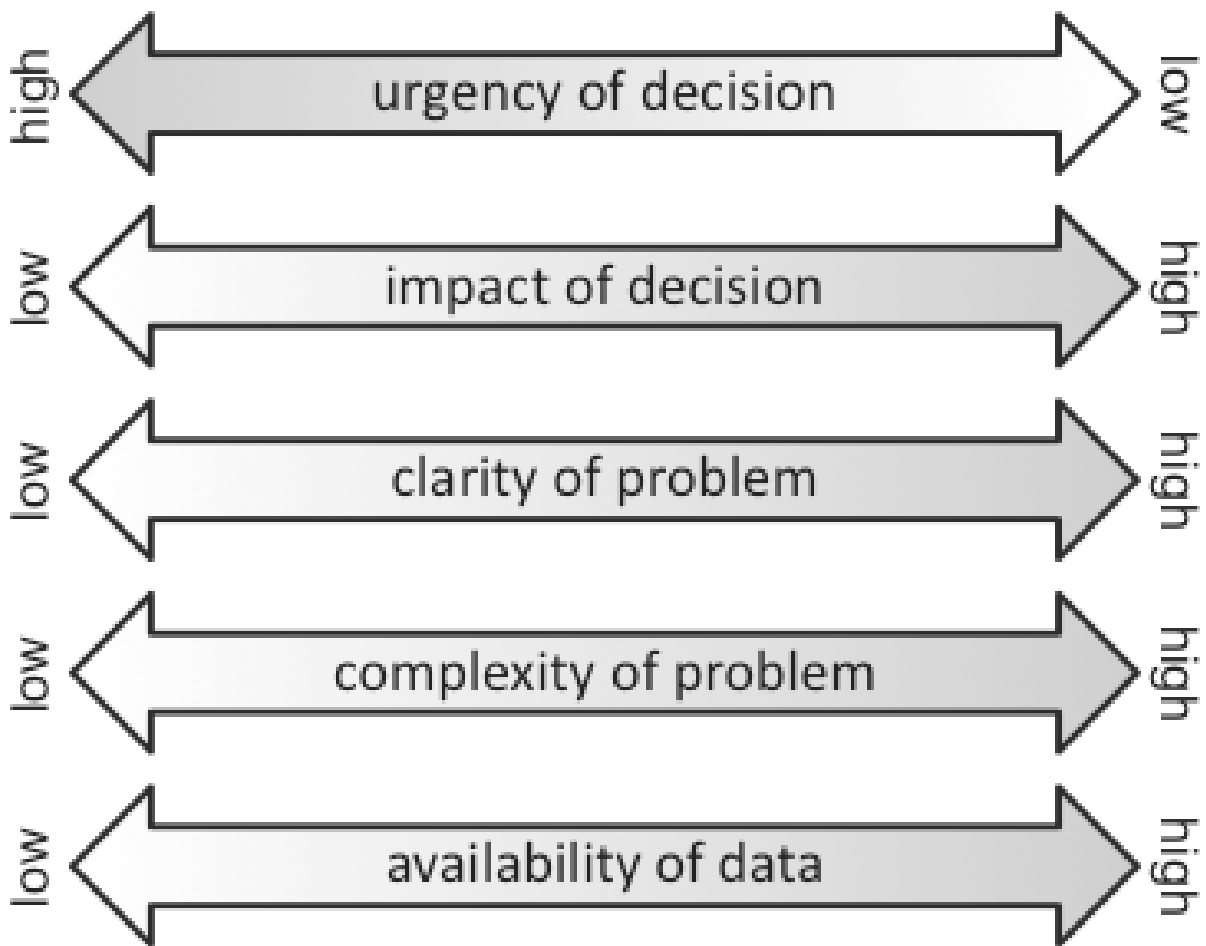 high urgency of decision low
low impact of decision high
low clarity of problem high
low complexity of problem high
low availability of data high